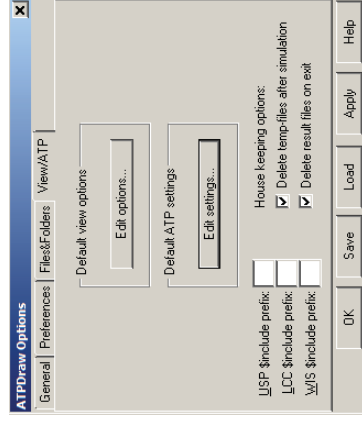 ATPDraw Options
General Preferences Files&Folders View/ATP
Default view options
Edit options...
Default ATP settings
Edit settings...
House keeping options:
USP $include prefix:
LCC $include prefix: Delete temp-files after simulation
WIS $include prefix: Delete result files on exit
OK Save Load Apply Help